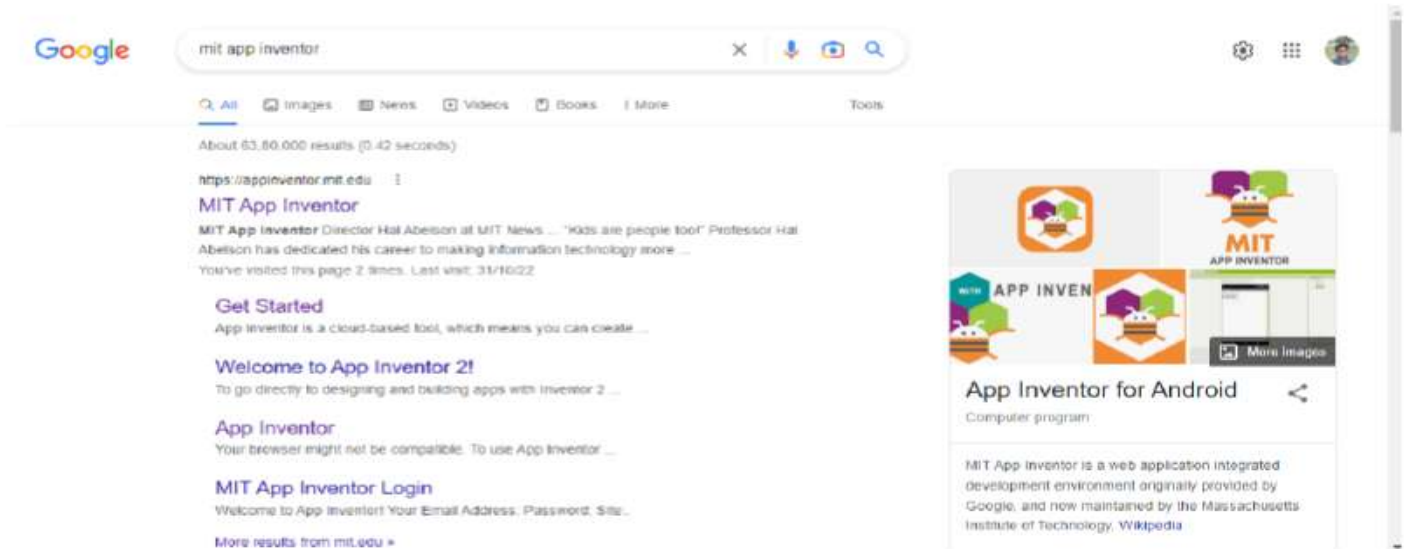 Google
mit app inventor
All Images News Videos Books More Tools
About 63,80,000 results (0.42 seconds)
https://appinventor.mit.edu
MIT App Inventor
MIT App Inventor Director Hal Abelson at MIT News ... "Kids are people too!" Professor Hal
Abelson has dedicated his career to making information technology more ...
You've visited this page 2 times. Last visit: 31/10/22
Get Started
App Inventor is a cloud-based tool, which means you can create ...
Welcome to App Inventor 2!
To go directly to designing and building apps with Inventor 2 ...
App Inventor
Your browser might not be compatible. To use App Inventor ...
MIT App Inventor Login
Welcome to App Inventor! Your Email Address: Password: Site...
More results from mit.edu »
MIT
APP INVENTOR
WITH APP INVEN
More Images
App Inventor for Android
Computer program
MIT App Inventor is a web application integrated
development environment originally provided by
Google, and now maintained by the Massachusetts
Institute of Technology. Wikipedia